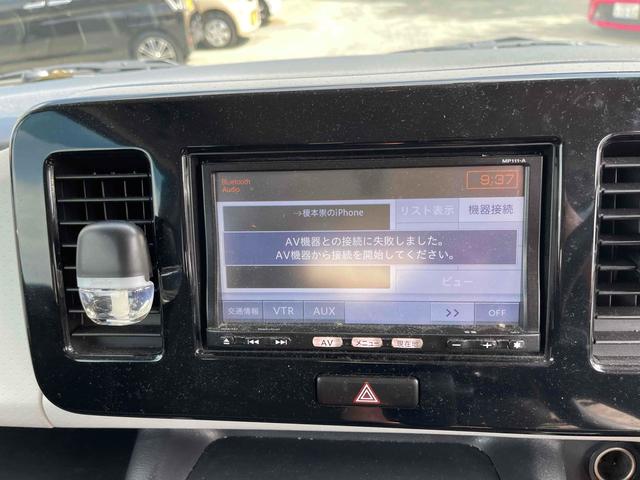 MP111-A
Bluetooth
Audio
9:37
→榎本崇のiPhone
リスト表示
機器接続
AV機器との接続に失敗しました。
AV機器から接続を開始してください。
ビュー
交通情報
VTR
AUX
>>
OFF
AV
メニュー
現在地